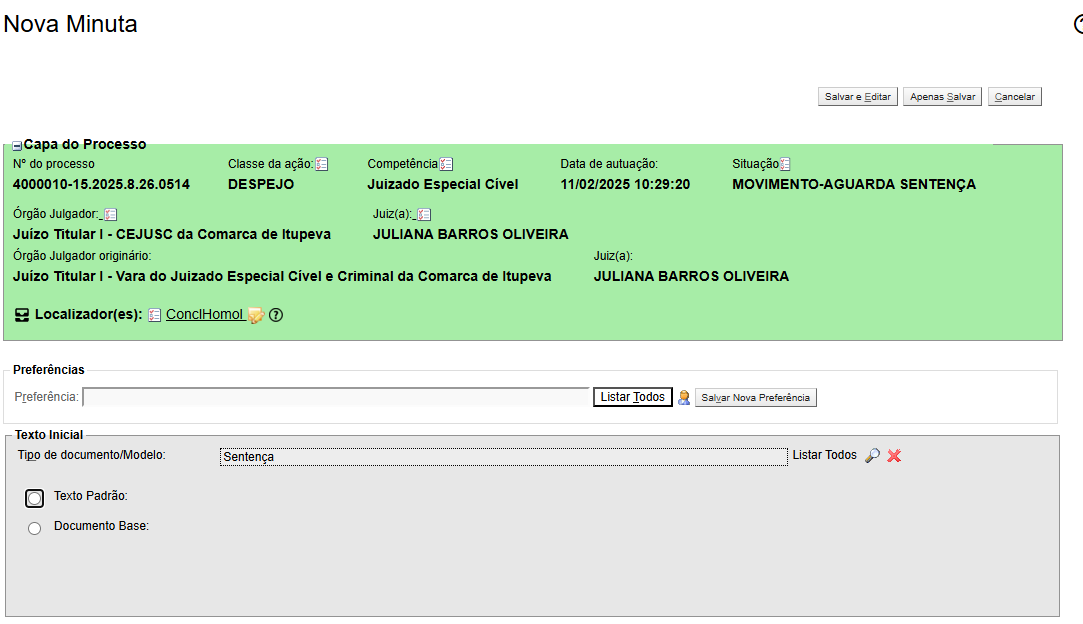 Nova Minuta
Salvar e Editar Apenas Salvar Cancelar
Capa do Processo
Nº do processo Classe da ação: Competência Data de autuação: Situação
4000010-15.2025.8.26.0514 DESPEJO Juizado Especial Cível 11/02/2025 10:29:20 MOVIMENTO-AGUARDA SENTENÇA
Órgão Julgador: Juiz(a):
Juízo Titular I - CEJUSC da Comarca de Itupeva JULIANA BARROS OLIVEIRA
Órgão Julgador originário: Juiz(a):
Juízo Titular I - Vara do Juizado Especial Cível e Criminal da Comarca de Itupeva JULIANA BARROS OLIVEIRA
Localizador(es): ConclHomol ?
Preferências
Preferência: Listar Todos Salvar Nova Preferência
Texto Inicial
Tipo de documento/Modelo: Sentença Listar Todos
Texto Padrão:
Documento Base: